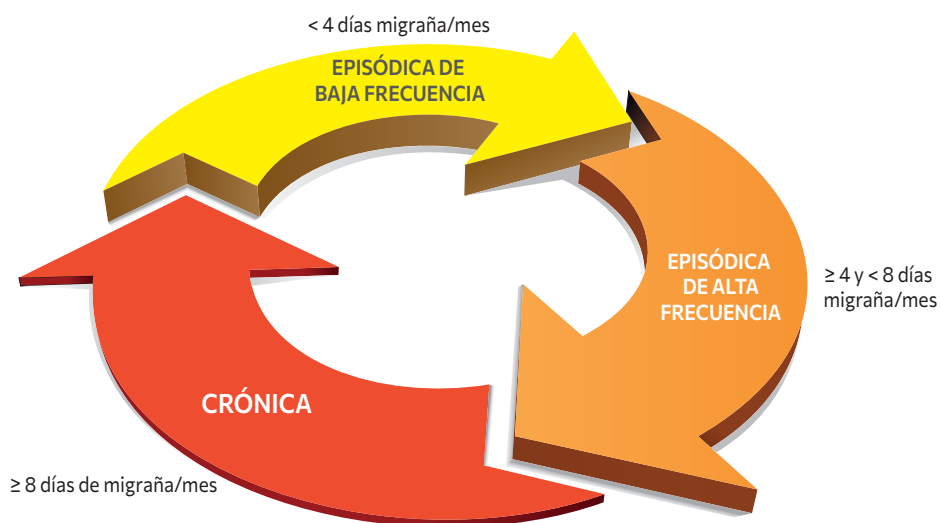 < 4 días migraña/mes
EPISÓDICA DE
BAJA FRECUENCIA
EPISÓDICA
DE ALTA
FRECUENCIA
≥ 4 y < 8 días
migraña/mes
CRÓNICA
≥ 8 días de migraña/mes